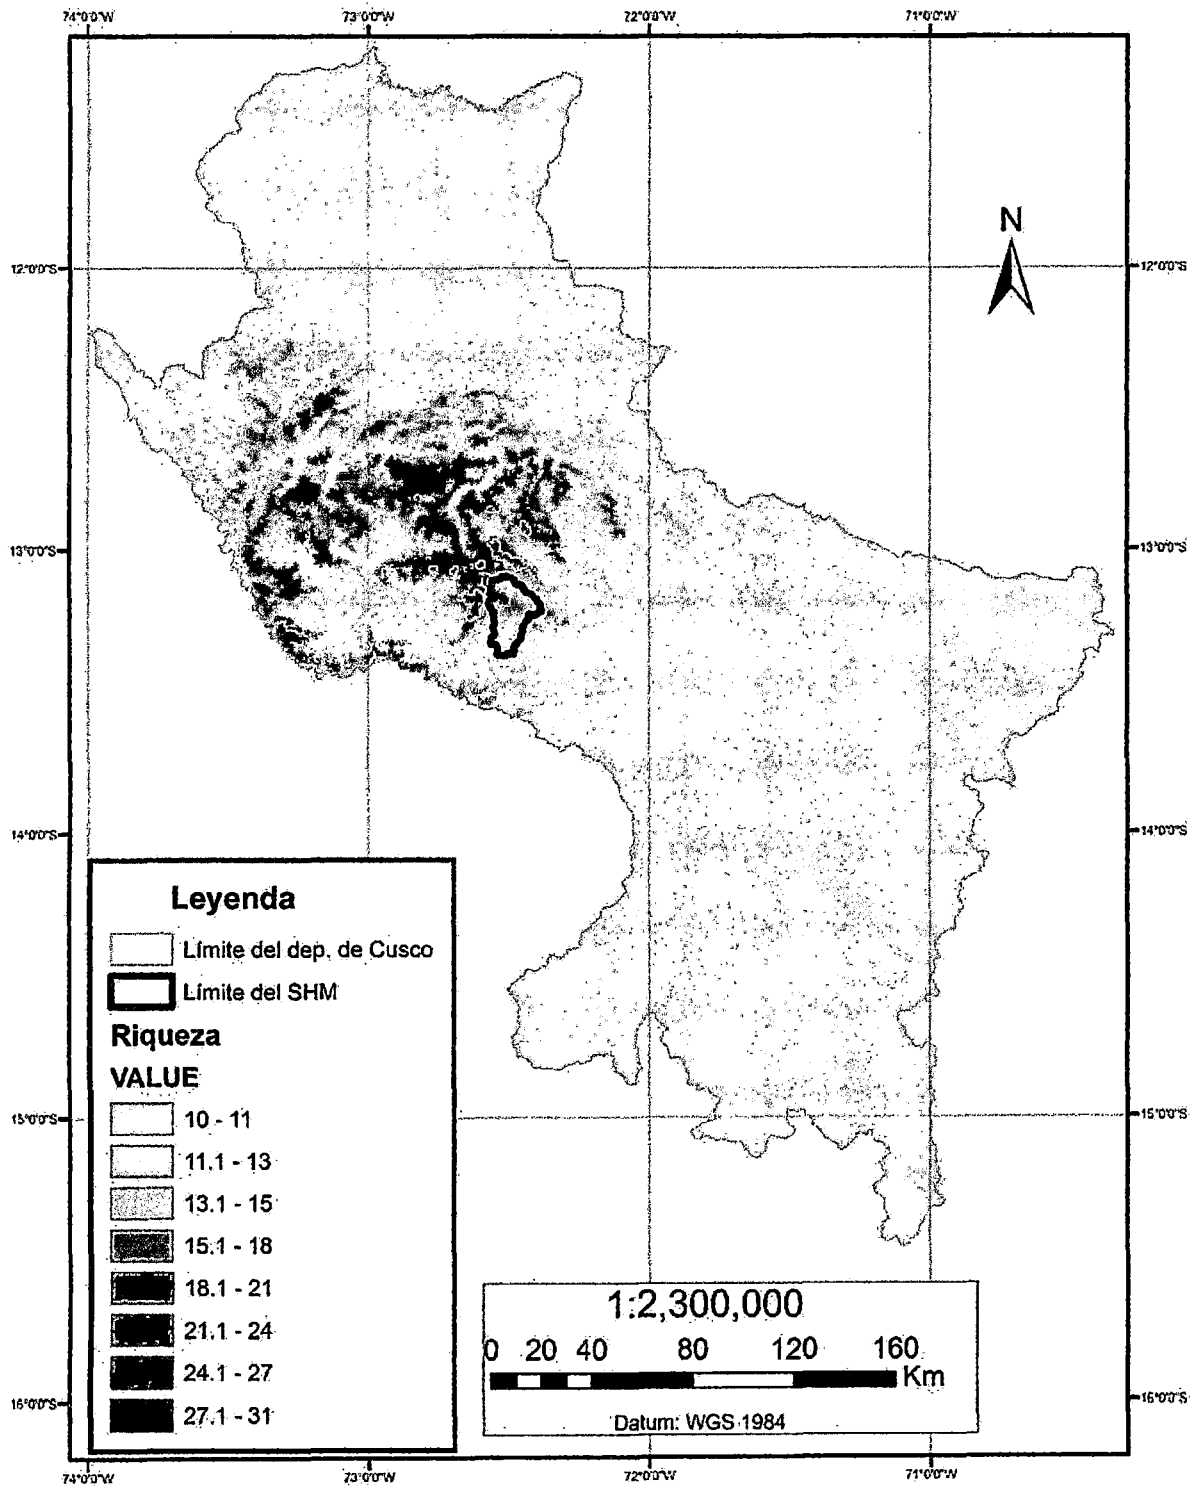 74°0'0"W 73°0'0"W 72°0'0"W 71°0'0"W
N
12°0'0"S 12°0'0"S
13°0'0"S 13°0'0"S
14°0'0"S 14°0'0"S
Leyenda
Límite del dep. de Cusco
Límite del SHM
Riqueza
VALUE
10 - 11
15°0'0"S 15°0'0"S
11.1 - 13
13.1 - 15
15.1 - 18
18.1 - 21
21.1 - 24
24.1 - 27
27.1 - 31
1:2,300,000
0 20 40 80 120 160
Km
Datum: WGS 1984
16°0'0"S 16°0'0"S
74°0'0"W 73°0'0"W 72°0'0"W 71°0'0"W